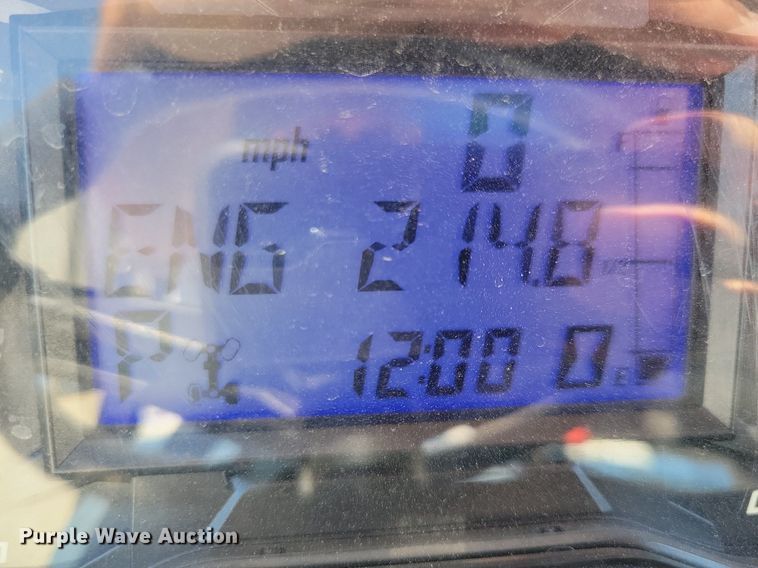 0
mph
F
ENG 214.8
P 12:00 0 E
Purple Wave Auction®